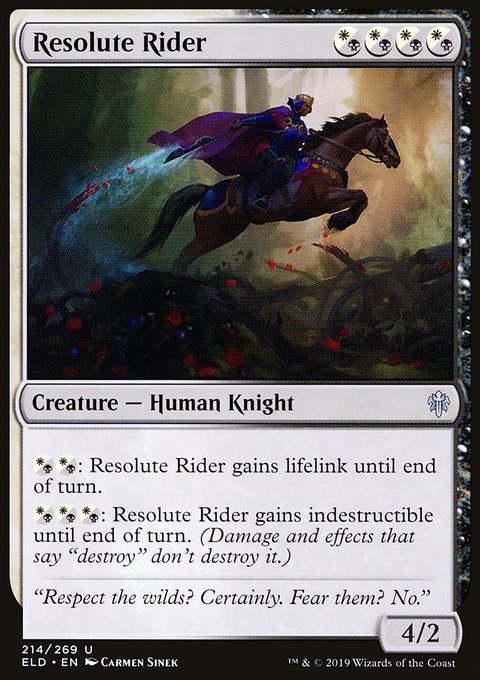 Resolute Rider
Creature — Human Knight
: Resolute Rider gains lifelink until end
of turn.
: Resolute Rider gains indestructible
until end of turn. (Damage and effects that
say “destroy” don’t destroy it.)
“Respect the wilds? Certainly. Fear them? No.”
4/2
214/269 U
ELD • EN Carmen Sinek
™ & © 2019 Wizards of the Coast